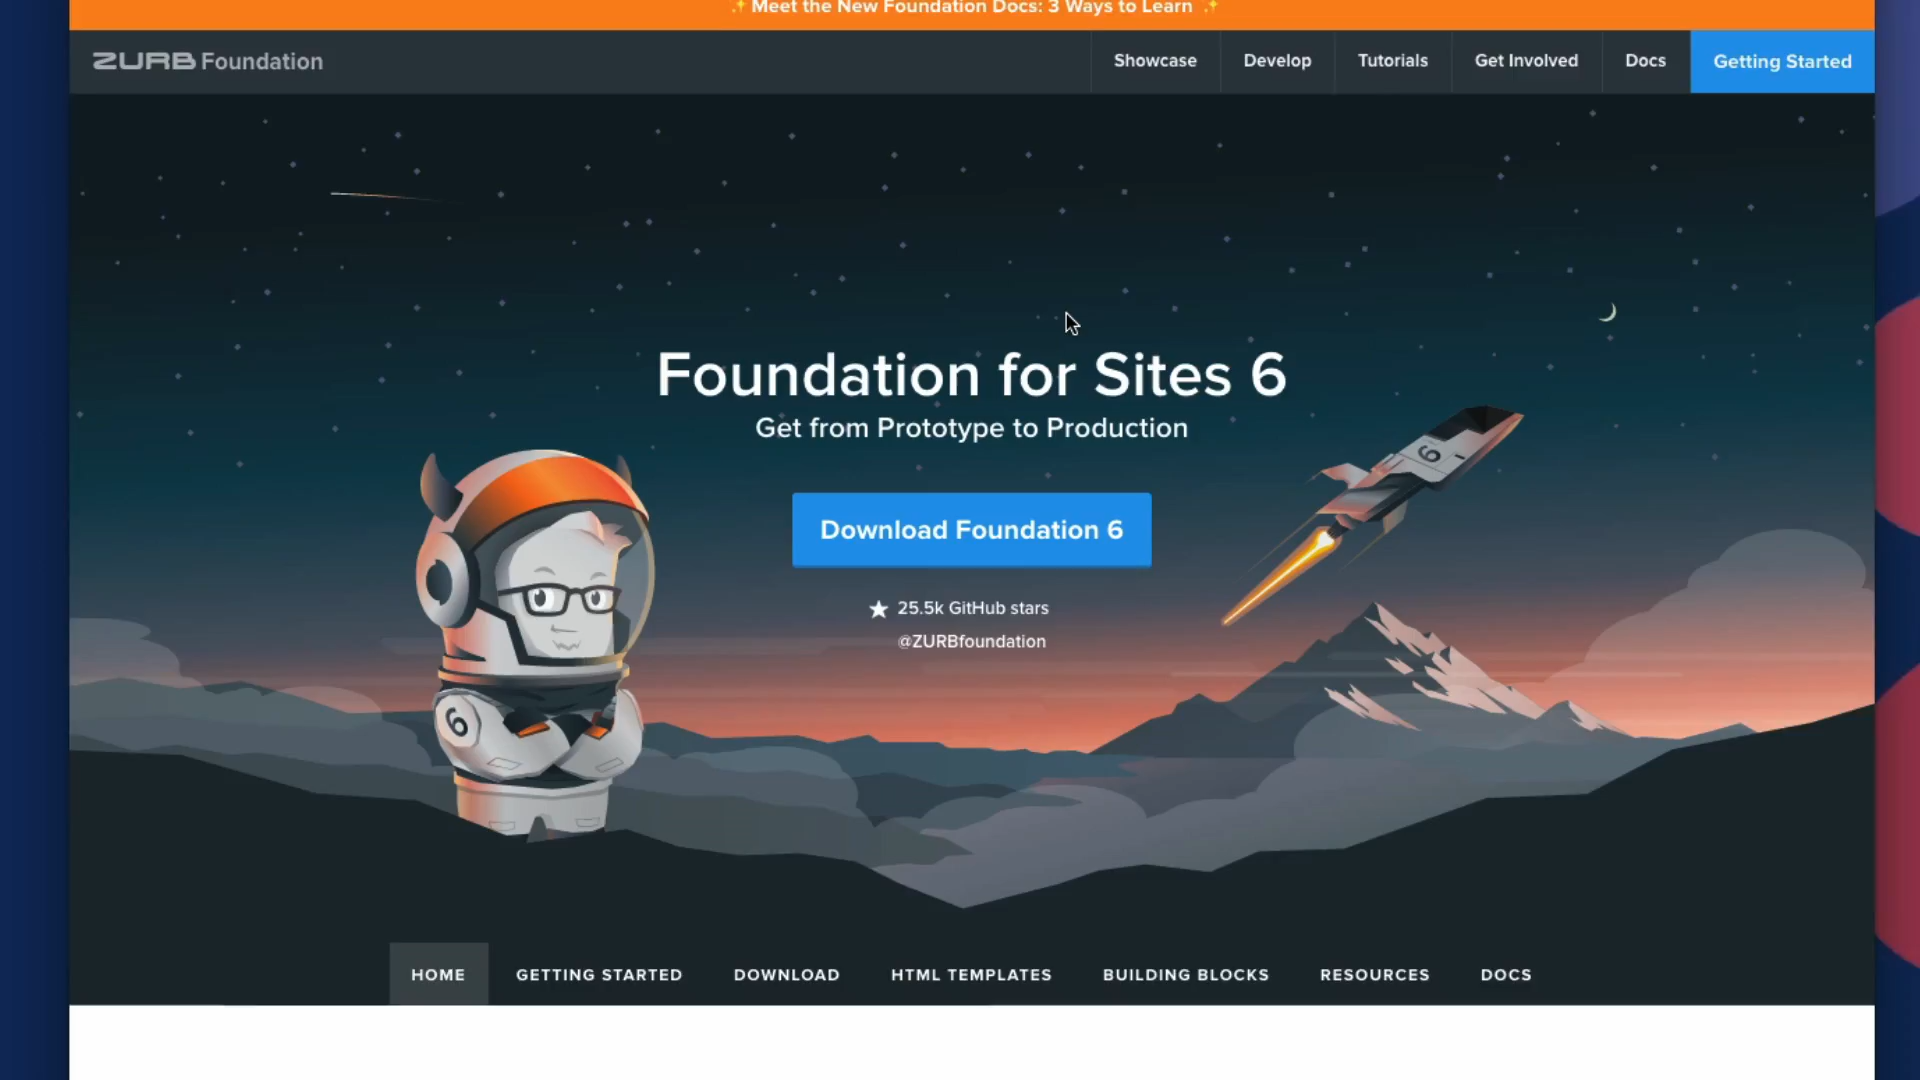 ✨Meet the New Foundation Docs: 3 Ways to Learn ✨
ZURB Foundation
Showcase
Develop
Tutorials
Get Involved
Docs
Getting Started
Foundation for Sites 6
Get from Prototype to Production
6
Download Foundation 6
★ 25.5k GitHub stars
@ZURBfoundation
6
HOME
GETTING STARTED
DOWNLOAD
HTML TEMPLATES
BUILDING BLOCKS
RESOURCES
DOCS